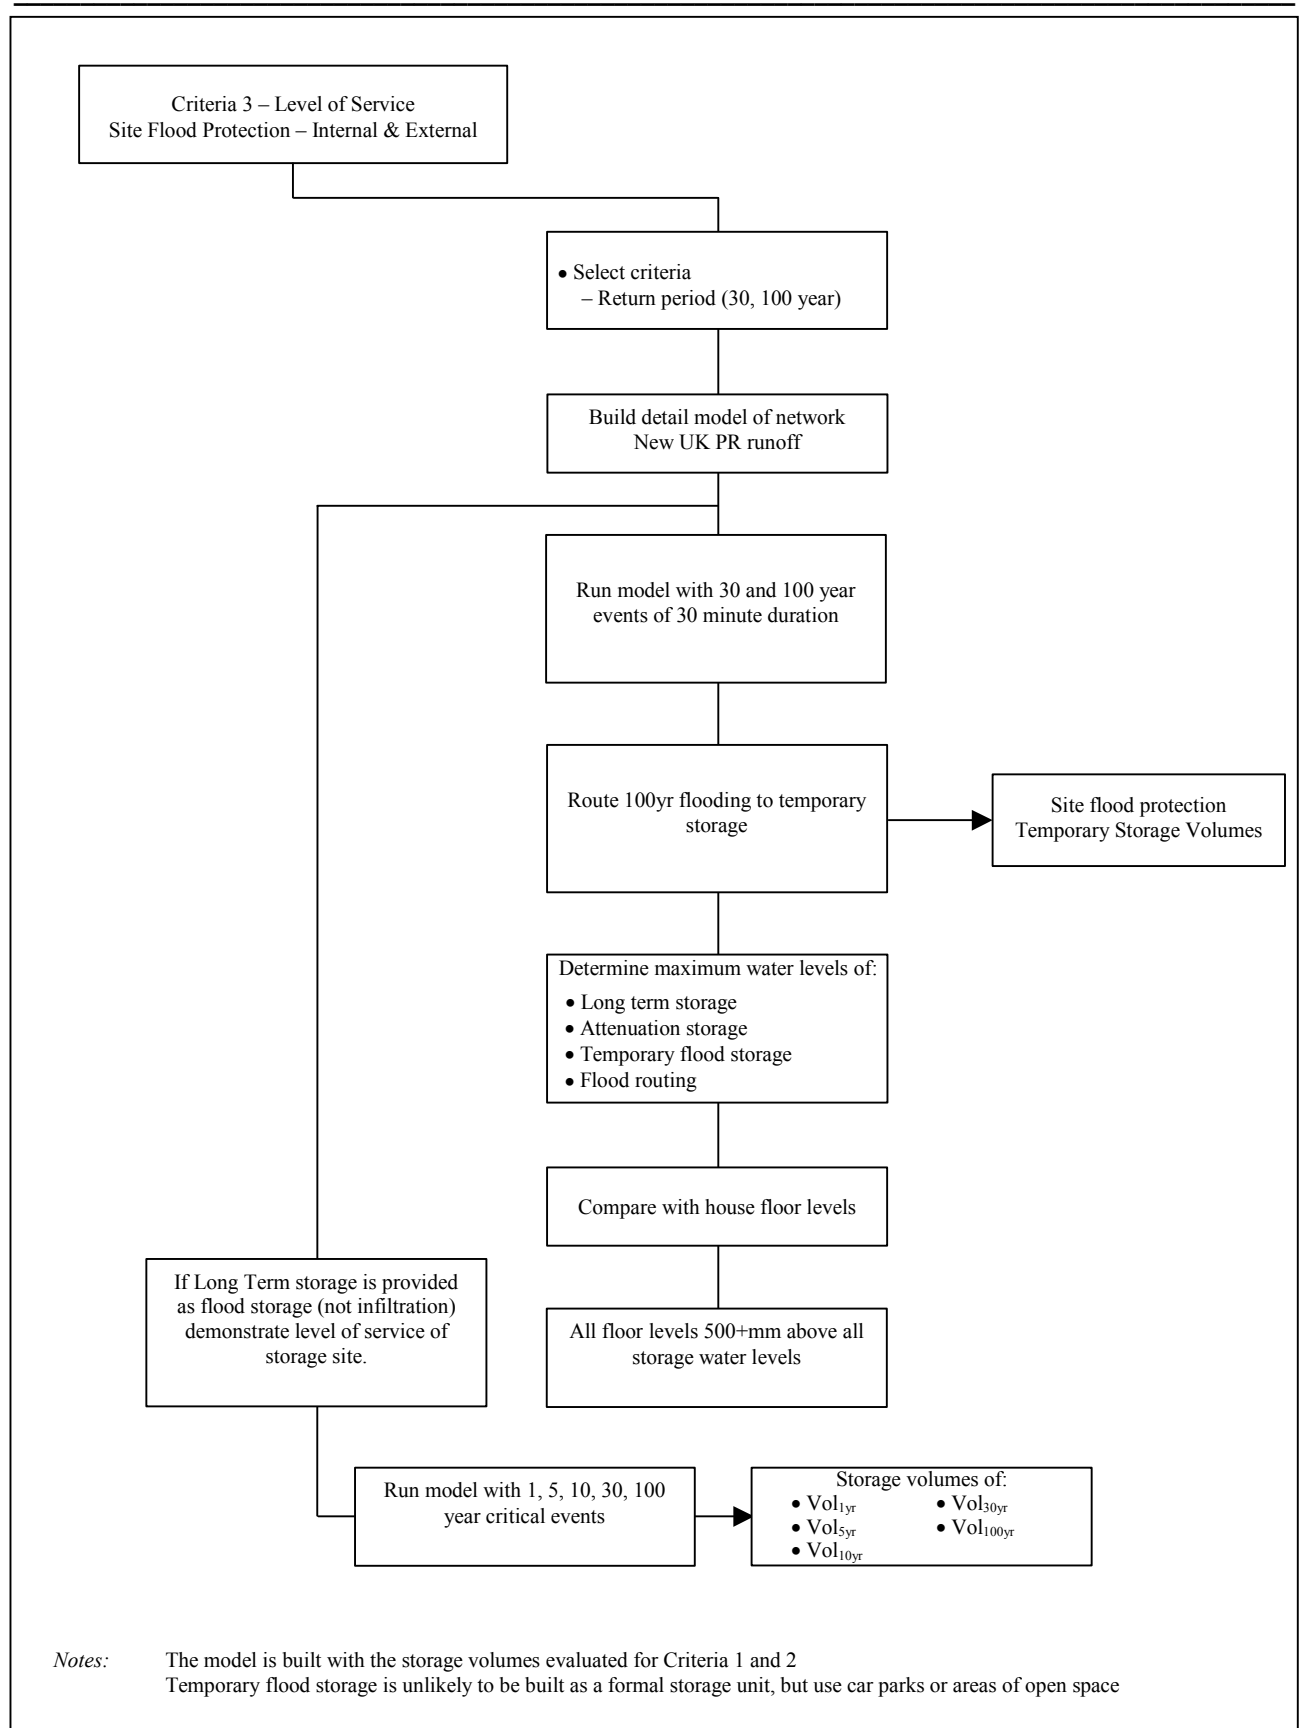 Criteria 3 – Level of Service
Site Flood Protection – Internal & External
• Select criteria
– Return period (30, 100 year)
Build detail model of network
New UK PR runoff
Run model with 30 and 100 year
events of 30 minute duration
Route 100yr flooding to temporary
storage
Site flood protection
Temporary Storage Volumes
Determine maximum water levels of:
• Long term storage
• Attenuation storage
• Temporary flood storage
• Flood routing
Compare with house floor levels
If Long Term storage is provided
as flood storage (not infiltration)
demonstrate level of service of
storage site.
All floor levels 500+mm above all
storage water levels
Run model with 1, 5, 10, 30, 100
year critical events
Storage volumes of:
• Vol1yr
• Vol5yr
• Vol10yr
• Vol30yr
• Vol100yr
Notes: The model is built with the storage volumes evaluated for Criteria 1 and 2
Temporary flood storage is unlikely to be built as a formal storage unit, but use car parks or areas of open space